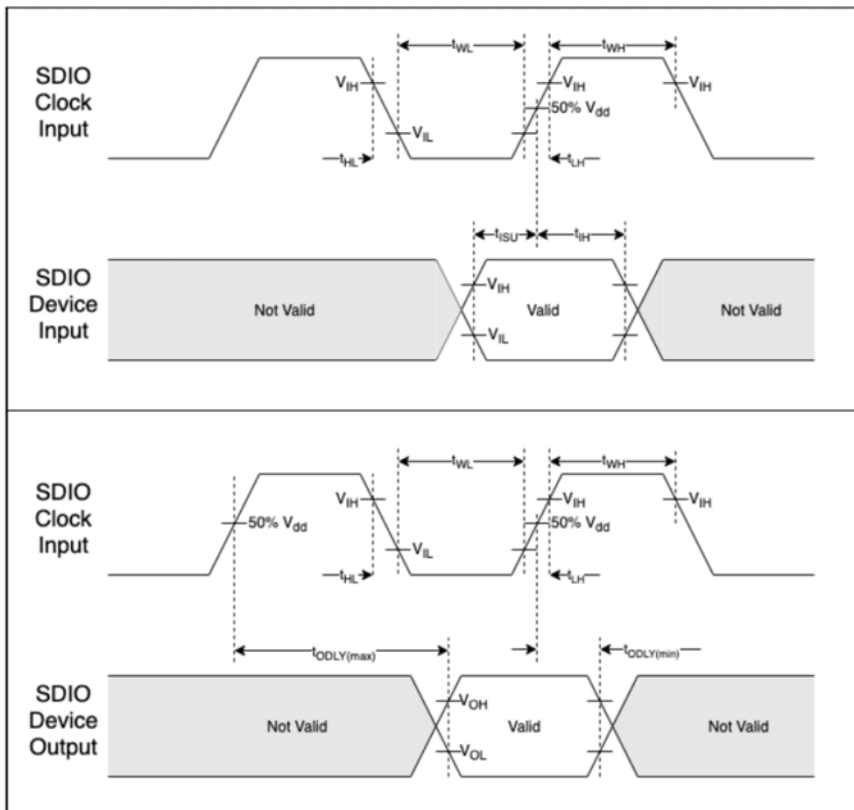 t_WL
t_WH
SDIO
Clock
Input
V_IH
V_IH
V_IH
50% V_dd
V_IL
t_HL
t_LH
t_ISU
t_IH
SDIO
Device
Input
V_IH
Not Valid
Valid
Not Valid
V_IL
t_WL
t_WH
SDIO
Clock
Input
V_IH
V_IH
V_IH
50% V_dd
50% V_dd
V_IL
t_HL
t_LH
t_ODLY(max)
t_ODLY(min)
SDIO
Device
Output
V_OH
Not Valid
Valid
Not Valid
V_OL